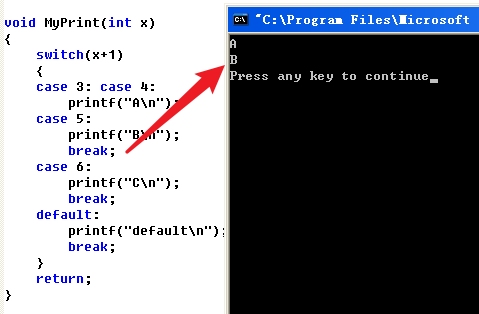 void MyPrint(int x)
{
    switch(x+1)
    {
    case 3: case 4:
        printf("A\n");
    case 5:
        printf("B\n");
        break;
    case 6:
        printf("C\n");
        break;
    default:
        printf("default\n");
        break;
    }
    return;
}
"C:\Program Files\Microsoft
A
B
Press any key to continue_